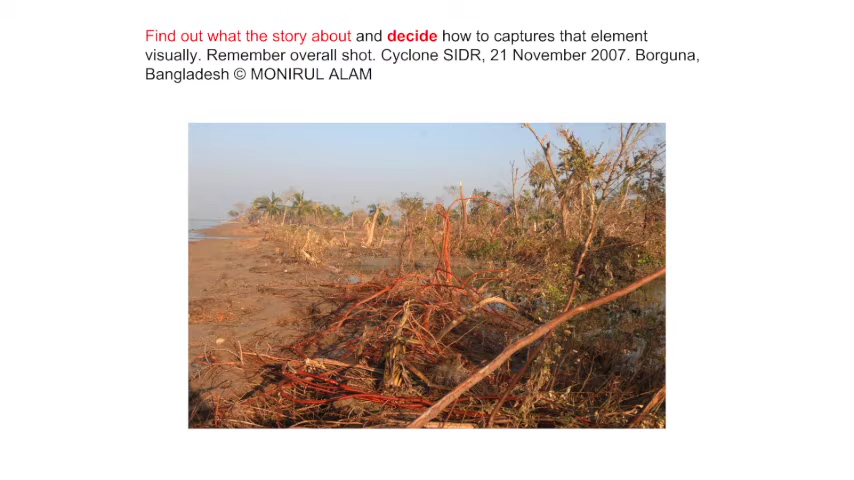 Find out what the story about and decide how to captures that element
visually. Remember overall shot. Cyclone SIDR, 21 November 2007. Borguna,
Bangladesh © MONIRUL ALAM